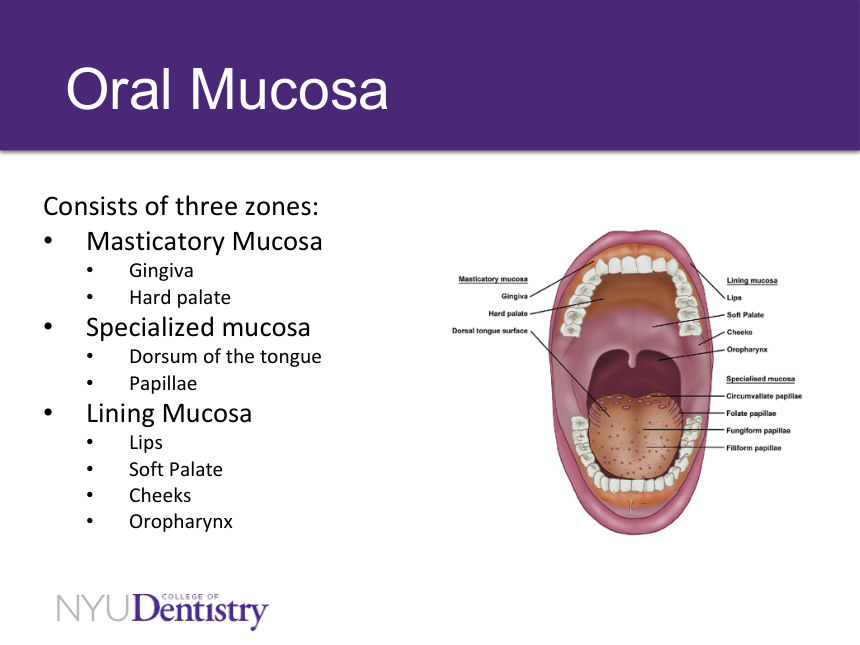 Oral Mucosa
Consists of three zones:
• Masticatory Mucosa
• Gingiva
• Hard palate
• Specialized mucosa
• Dorsum of the tongue
• Papillae
• Lining Mucosa
• Lips
• Soft Palate
• Cheeks
• Oropharynx
Masticatory mucosa
Gingiva
Hard palate
Dorsal tongue surface
Lining mucosa
Lips
Soft Palate
Cheeks
Oropharynx
Specialised mucosa
Circumvallate papillae
Folate papillae
Fungiform papillae
Filiform papillae
COLLEGE OF
NYU Dentistry